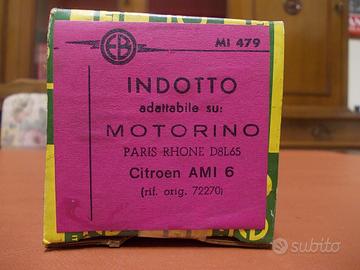 EB
MI 479
INDOTTO
adattabile su:
MOTORINO
PARIS RHONE D8L65
Citroen AMI 6
(rif. orig. 72270)
subito